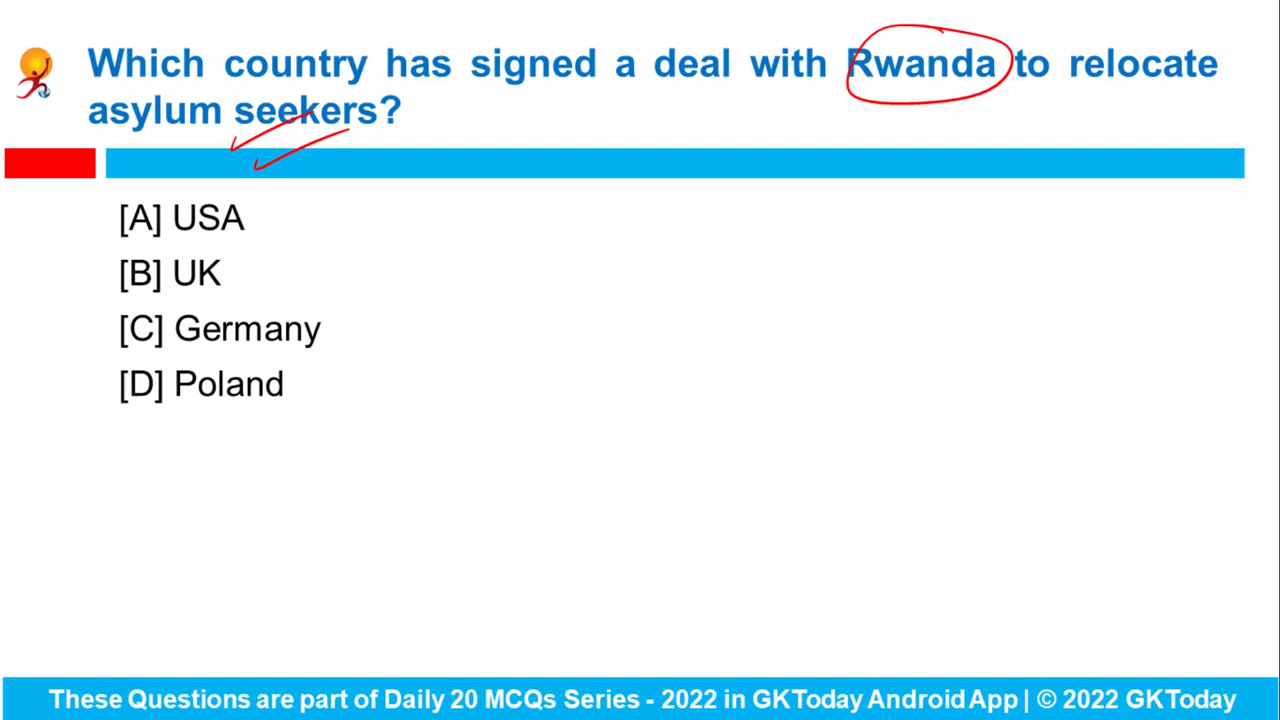 Which country has signed a deal with Rwanda to relocate
asylum seekers?
[A] USA
[B] UK
[C] Germany
[D] Poland
These Questions are part of Daily 20 MCQs Series - 2022 in GKToday Android App | © 2022 GKToday